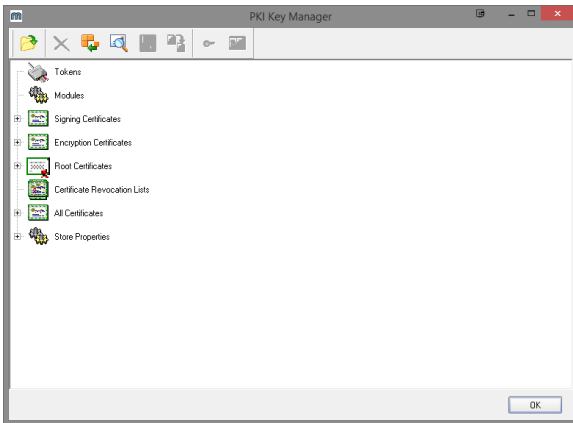 PKI Key Manager
Tokens
Modules
Signing Certificates
Encryption Certificates
Root Certificates
Certificate Revocation Lists
All Certificates
Store Properties
OK